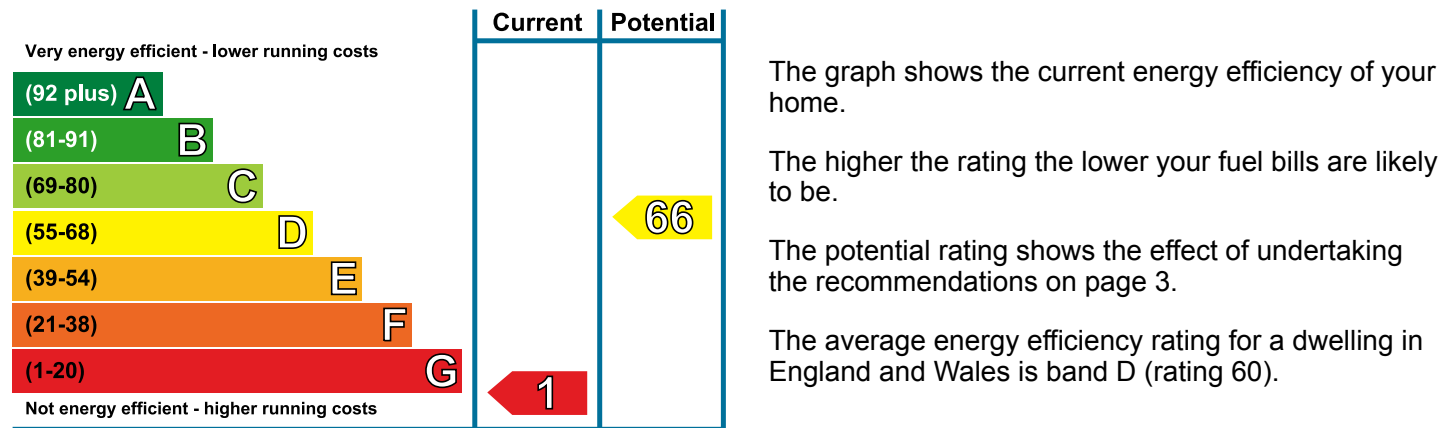 Current Potential
Very energy efficient - lower running costs
(92 plus) A
(81-91) B
(69-80) C
(55-68) D
66
(39-54) E
(21-38) F
(1-20) G
1
Not energy efficient - higher running costs
The graph shows the current energy efficiency of your
home.
The higher the rating the lower your fuel bills are likely
to be.
The potential rating shows the effect of undertaking
the recommendations on page 3.
The average energy efficiency rating for a dwelling in
England and Wales is band D (rating 60).